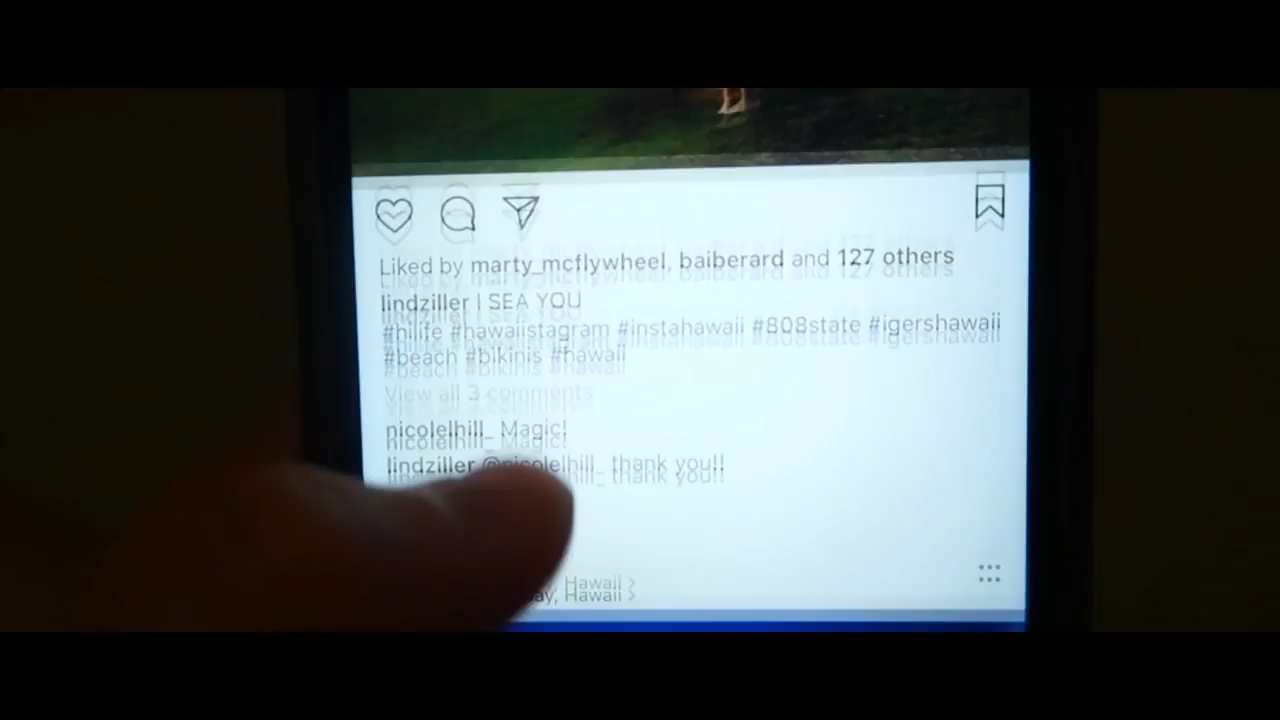 Liked by marty_mcflywheel, baiberard and 127 others
lindziller I SEA YOU
#hilife #hawaiistagram #instahawaii #808state #igershawaii
#beach #bikinis #hawaii
View all 3 comments
nicolelhill_ Magic!
lindziller @nicolelhill_ thank you!!
Hawaii >